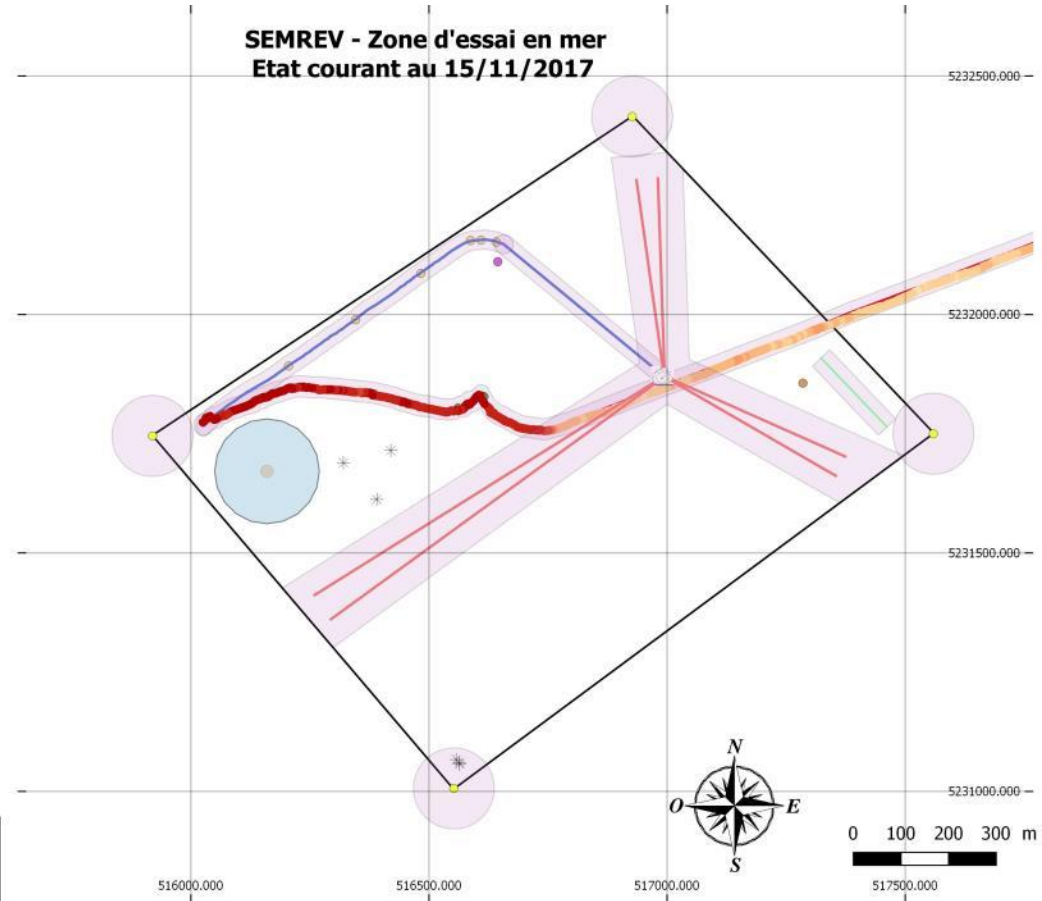 SEMREV - Zone d'essai en mer
Etat courant au 15/11/2017
5232500.000
5232000.000
5231500.000
5231000.000
N
O
E
S
0 100 200 300 m
516000.000
516500.000
517000.000
517500.000